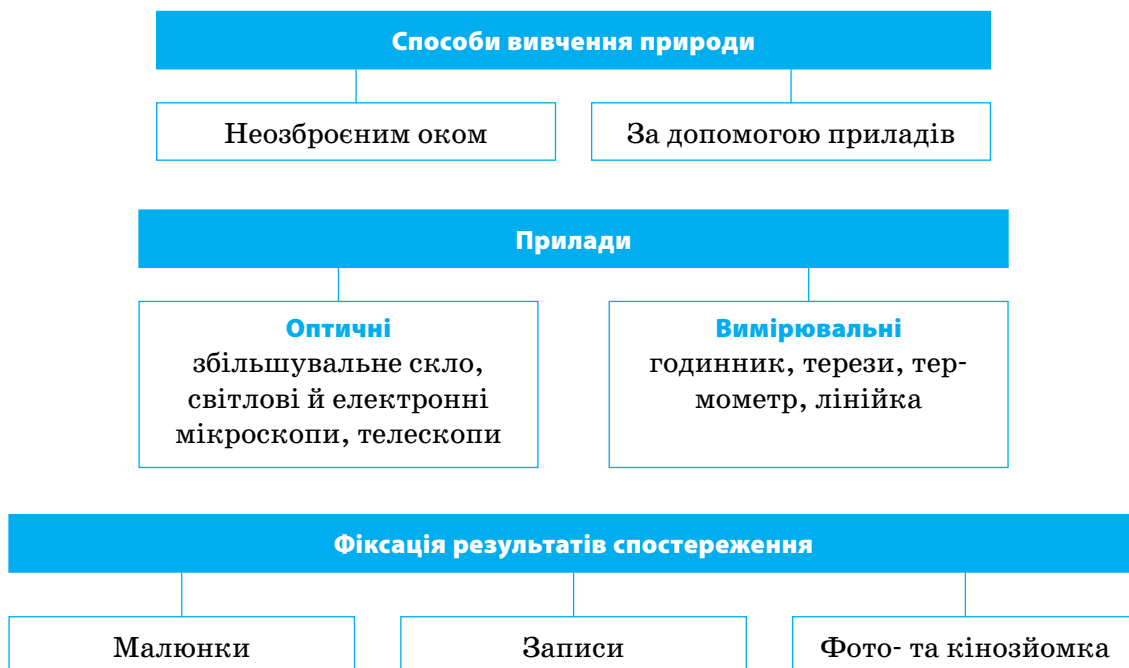 Способи вивчення природи
Неозброєним оком
За допомогою приладів
Прилади
Оптичні
збільшувальне скло,
світлові й електронні
мікроскопи, телескопи
Вимірювальні
годинник, терези, тер-
мометр, лінійка
Фіксація результатів спостереження
Малюнки
Записи
Фото- та кінозйомка